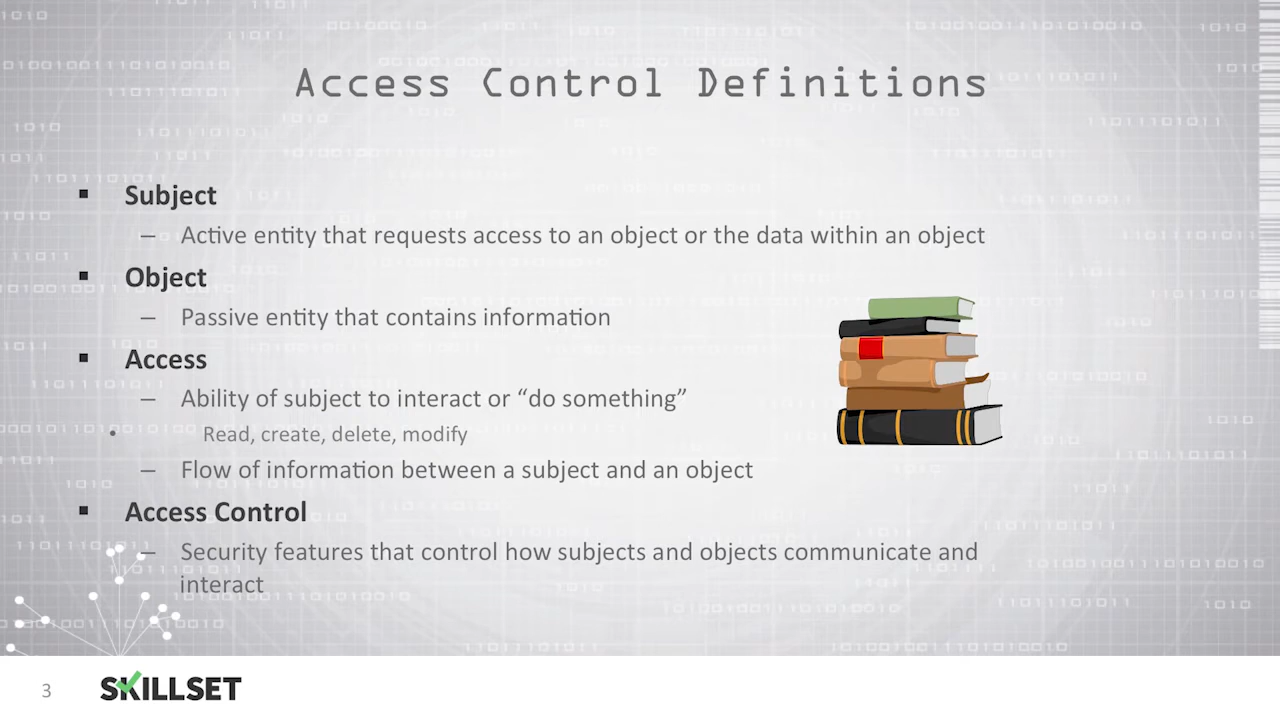 Access Control Definitions
▪ Subject
– Active entity that requests access to an object or the data within an object
▪ Object
– Passive entity that contains information
▪ Access
– Ability of subject to interact or “do something”
• Read, create, delete, modify
– Flow of information between a subject and an object
▪ Access Control
– Security features that control how subjects and objects communicate and
interact
3
SKILLSET